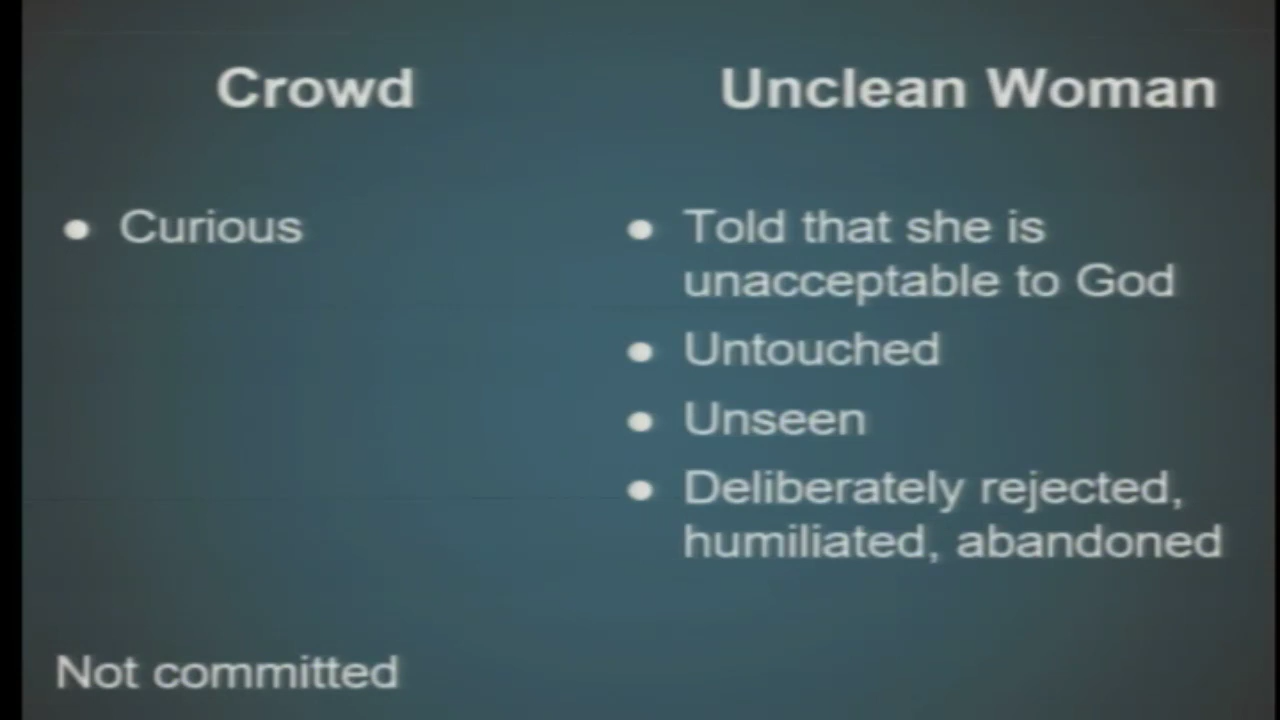 Crowd
Unclean Woman
Curious
Told that she is
unacceptable to God
Untouched
Unseen
Deliberately rejected,
humiliated, abandoned
Not committed